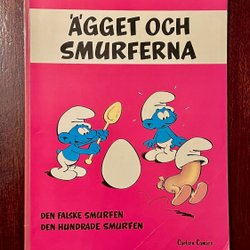 ÄGGET OCH
SMURFERNA
DEN FALSKE SMURFEN
DEN HUNDRADE SMURFEN
Carlsen Comics